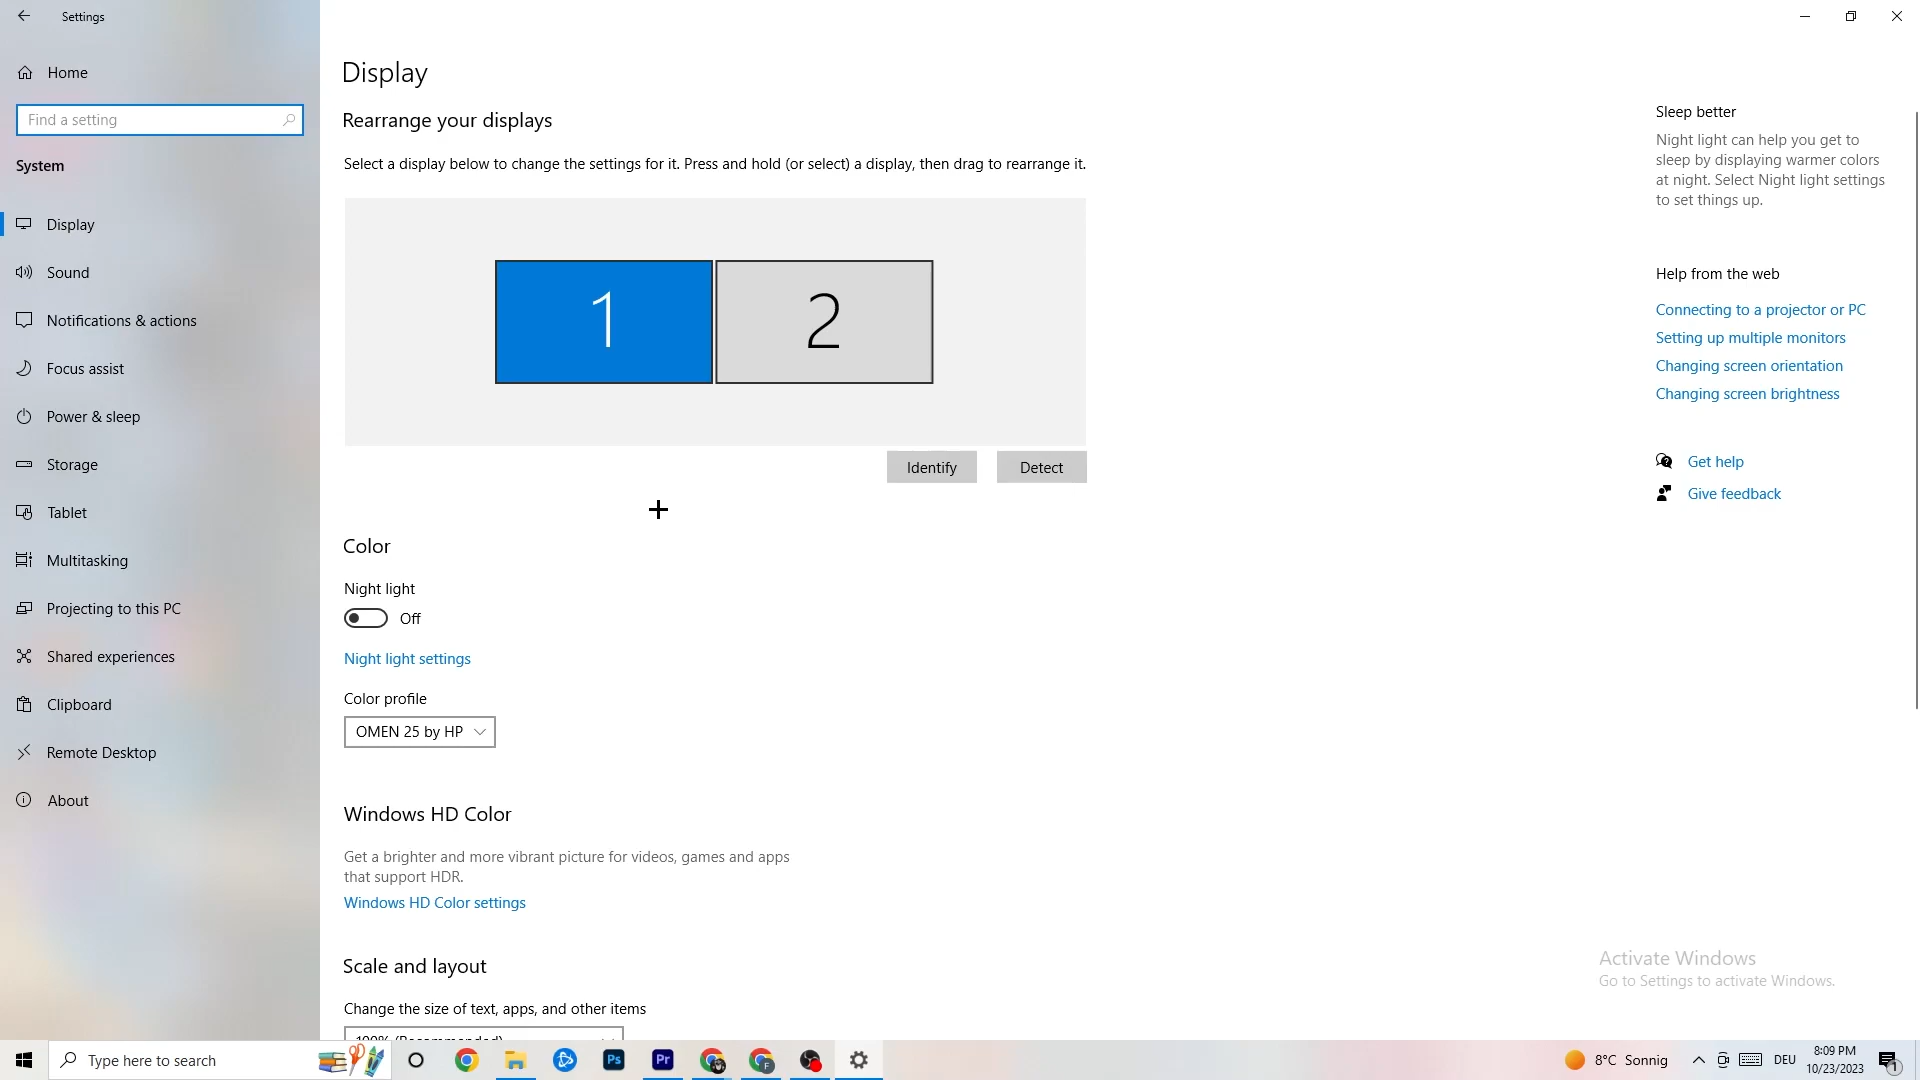 Settings
Home
Find a setting
System
Display
Sound
Notifications & actions
Focus assist
Power & sleep
Storage
Tablet
Multitasking
Projecting to this PC
Shared experiences
Clipboard
Remote Desktop
About
Display
Rearrange your displays
Select a display below to change the settings for it. Press and hold (or select) a display, then drag to rearrange it.
1
2
Identify
Detect
Color
Night light
Off
Night light settings
Color profile
OMEN 25 by HP
Windows HD Color
Get a brighter and more vibrant picture for videos, games and apps
that support HDR.
Windows HD Color settings
Scale and layout
Change the size of text, apps, and other items
100% (Recommended)
Sleep better
Night light can help you get to
sleep by displaying warmer colors
at night. Select Night light settings
to set things up.
Help from the web
Connecting to a projector or PC
Setting up multiple monitors
Changing screen orientation
Changing screen brightness
Get help
Give feedback
Activate Windows
Go to Settings to activate Windows.
Type here to search
Ps
Pr
F
8°C Sonnig
DEU
8:09 PM
10/23/2023
1